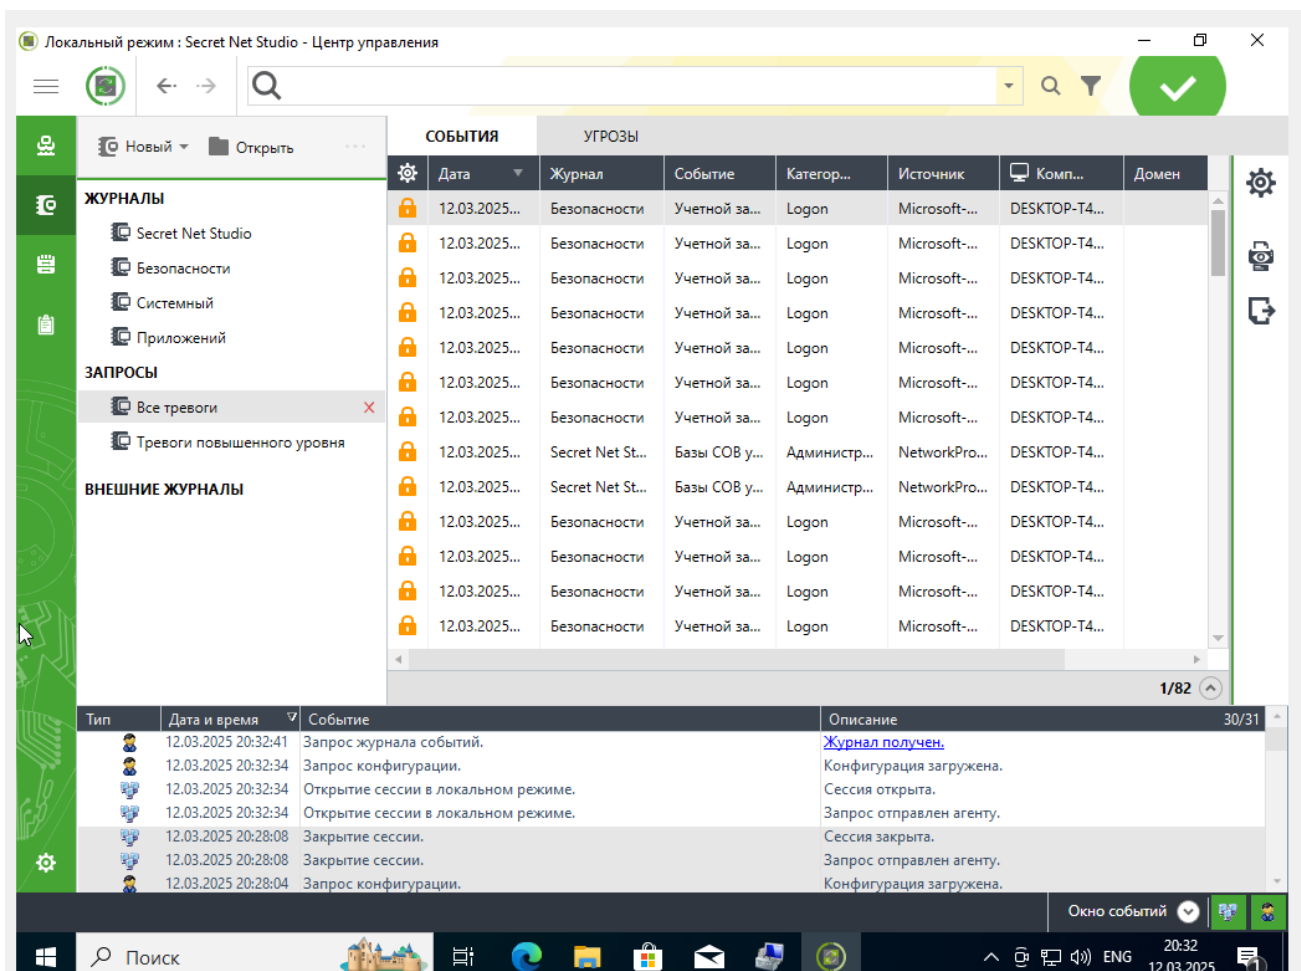 Локальный режим : Secret Net Studio - Центр управления
Новый Открыть
СОБЫТИЯ УГРОЗЫ
Дата Журнал Событие Категор... Источник Комп... Домен
ЖУРНАЛЫ
Secret Net Studio
Безопасности
Системный
Приложений
ЗАПРОСЫ
Все тревоги
Тревоги повышенного уровня
ВНЕШНИЕ ЖУРНАЛЫ
12.03.2025... Безопасности Учетной за... Logon Microsoft-... DESKTOP-T4...
12.03.2025... Безопасности Учетной за... Logon Microsoft-... DESKTOP-T4...
12.03.2025... Безопасности Учетной за... Logon Microsoft-... DESKTOP-T4...
12.03.2025... Безопасности Учетной за... Logon Microsoft-... DESKTOP-T4...
12.03.2025... Безопасности Учетной за... Logon Microsoft-... DESKTOP-T4...
12.03.2025... Безопасности Учетной за... Logon Microsoft-... DESKTOP-T4...
12.03.2025... Безопасности Учетной за... Logon Microsoft-... DESKTOP-T4...
12.03.2025... Secret Net St... Базы СОВ у... Администр... NetworkPro... DESKTOP-T4...
12.03.2025... Secret Net St... Базы СОВ у... Администр... NetworkPro... DESKTOP-T4...
12.03.2025... Безопасности Учетной за... Logon Microsoft-... DESKTOP-T4...
12.03.2025... Безопасности Учетной за... Logon Microsoft-... DESKTOP-T4...
12.03.2025... Безопасности Учетной за... Logon Microsoft-... DESKTOP-T4...
12.03.2025... Безопасности Учетной за... Logon Microsoft-... DESKTOP-T4...
1/82
Тип Дата и время Событие Описание 30/31
12.03.2025 20:32:41 Запрос журнала событий. Журнал получен.
12.03.2025 20:32:34 Запрос конфигурации. Конфигурация загружена.
12.03.2025 20:32:34 Открытие сессии в локальном режиме. Сессия открыта.
12.03.2025 20:32:34 Открытие сессии в локальном режиме. Запрос отправлен агенту.
12.03.2025 20:28:08 Закрытие сессии. Сессия закрыта.
12.03.2025 20:28:08 Закрытие сессии. Запрос отправлен агенту.
12.03.2025 20:28:04 Запрос конфигурации. Конфигурация загружена.
Окно событий
Поиск ENG 20:32
12.03.2025 1